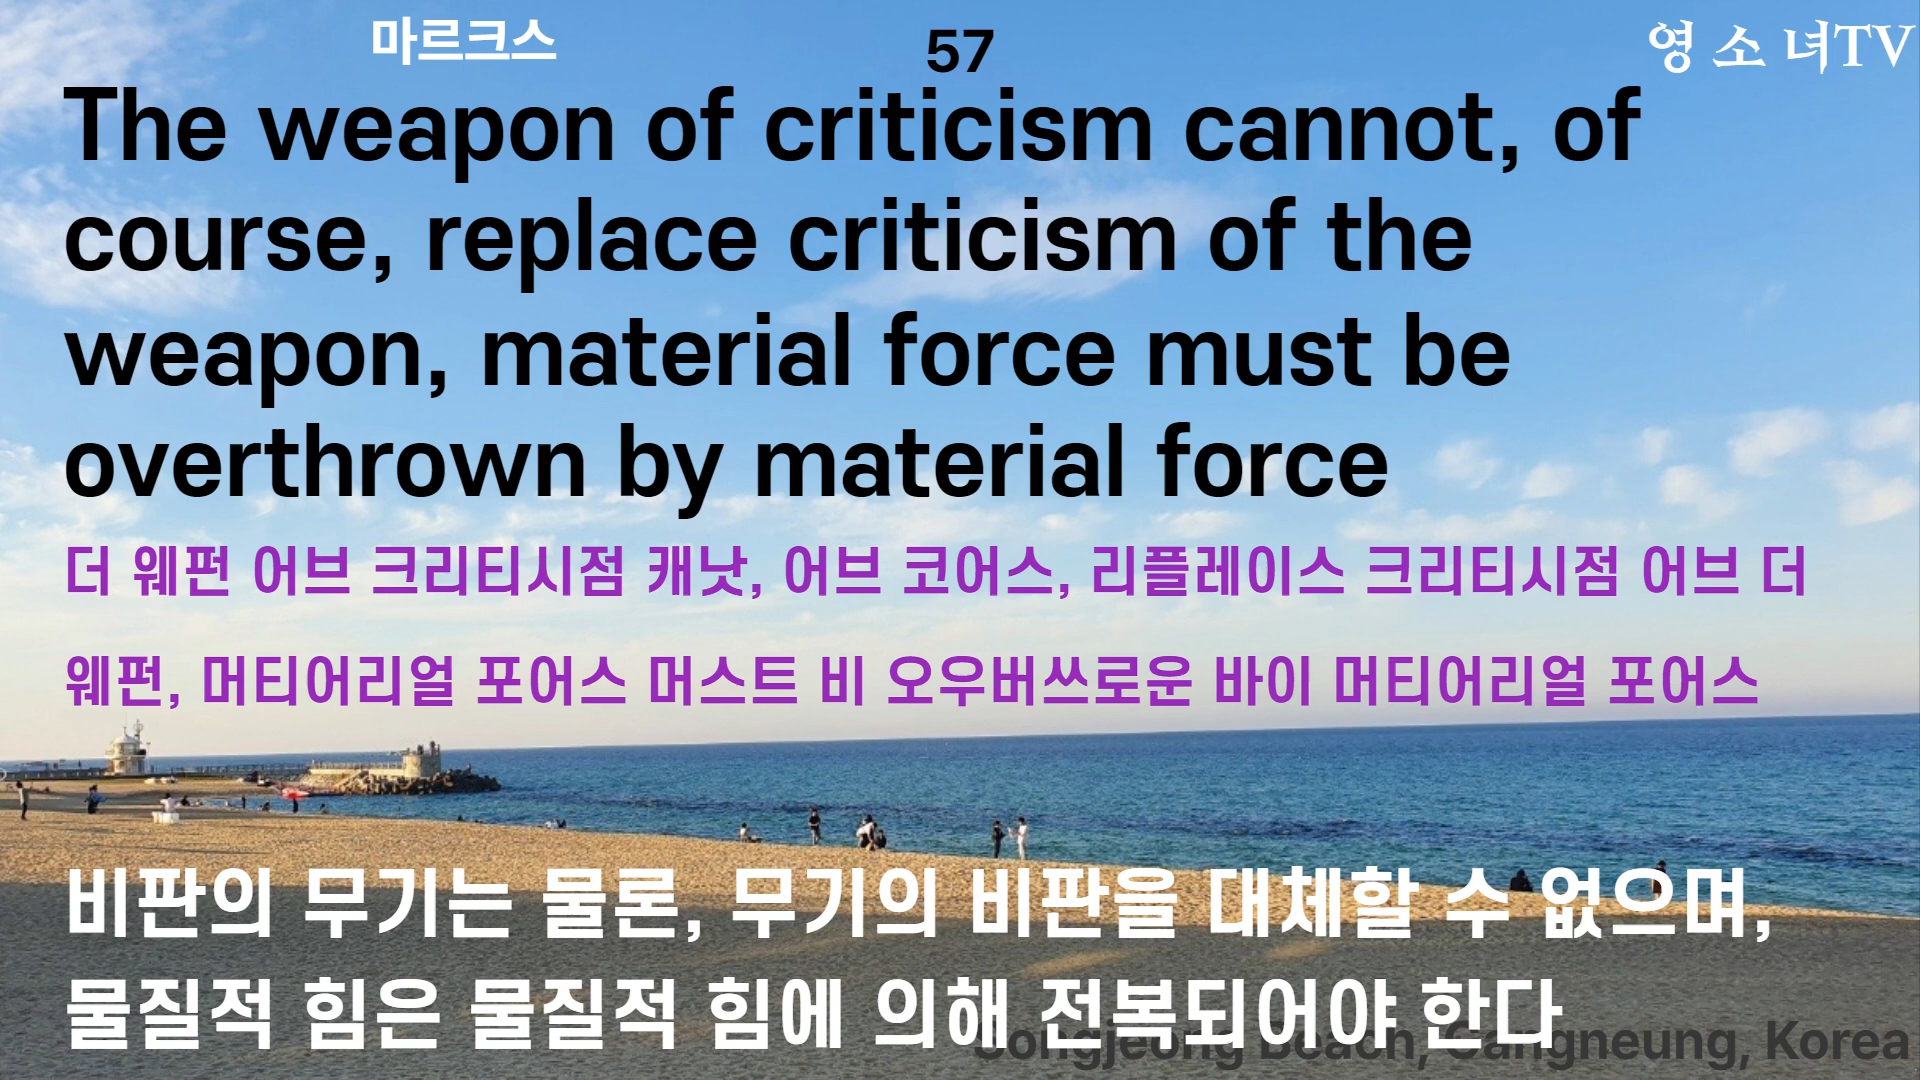 마르크스
57
영 소 녀TV
The weapon of criticism cannot, of
course, replace criticism of the
weapon, material force must be
overthrown by material force
더 웨펀 어브 크리티시점 캐낫, 어브 코어스, 리플레이스 크리티시점 어브 더
웨펀, 머티어리얼 포어스 머스트 비 오우버쓰로운 바이 머티어리얼 포어스
비판의 무기는 물론, 무기의 비판을 대체할 수 없으며,
물질적 힘은 물질적 힘에 의해 전복되어야 한다
Songjeong Beach, Gangneung, Korea